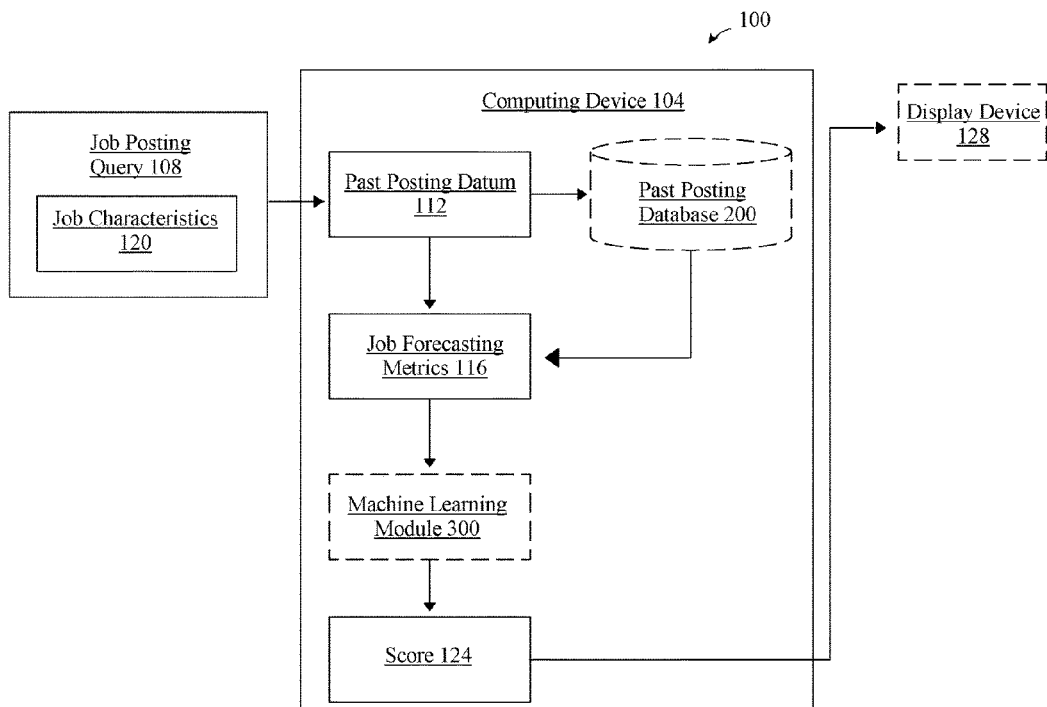 100
Computing Device 104
Job Posting
Query 108
Job Characteristics
120
Past Posting Datum
112
Past Posting
Database 200
Display Device
128
Job Forecasting
Metrics 116
Machine Learning
Module 300
Score 124